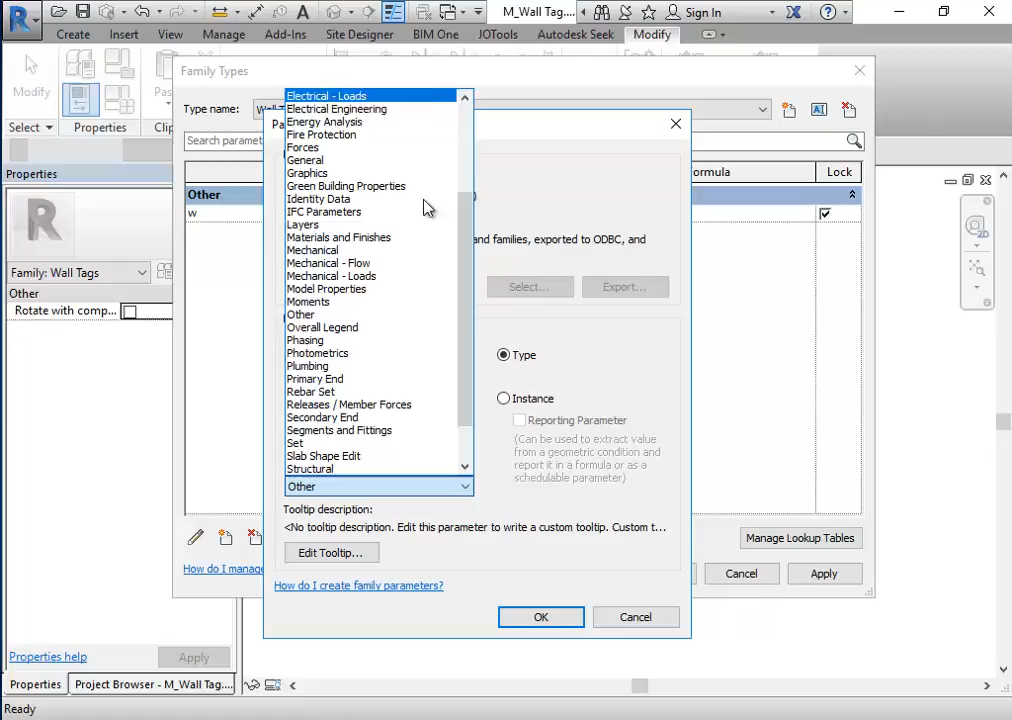 M_Wall Tag....
Sign In
Create
Insert
View
Manage
Add-Ins
Site Designer
BIM One
JOTools
Autodesk Seek
Modify
Modify
Pas
Select
Properties
Clip
Family Types
Type name:
Wa
Search paramet
ormula
Lock
Other
w
Properties
Family: Wall Tags
Other
Rotate with comp...
Pa
Electrical - Loads
Electrical Engineering
Energy Analysis
Fire Protection
Forces
General
Graphics
Green Building Properties
Identity Data
IFC Parameters
Layers
Materials and Finishes
Mechanical
Mechanical - Flow
Mechanical - Loads
Model Properties
Moments
Other
Overall Legend
Phasing
Photometrics
Plumbing
Primary End
Rebar Set
Releases / Member Forces
Secondary End
Segments and Fittings
Set
Slab Shape Edit
Structural
Other
and families, exported to ODBC, and
Select...
Export...
Type
Instance
Reporting Parameter
(Can be used to extract value
from a geometric condition and
report it in a formula or as a
schedulable parameter)
Tooltip description:
<No tooltip description. Edit this parameter to write a custom tooltip. Custom t...
Edit Tooltip...
How do I create family parameters?
OK
Cancel
Manage Lookup Tables
How do I manage
Cancel
Apply
Properties help
Apply
Properties
Project Browser - M_Wall Tag....
Ready